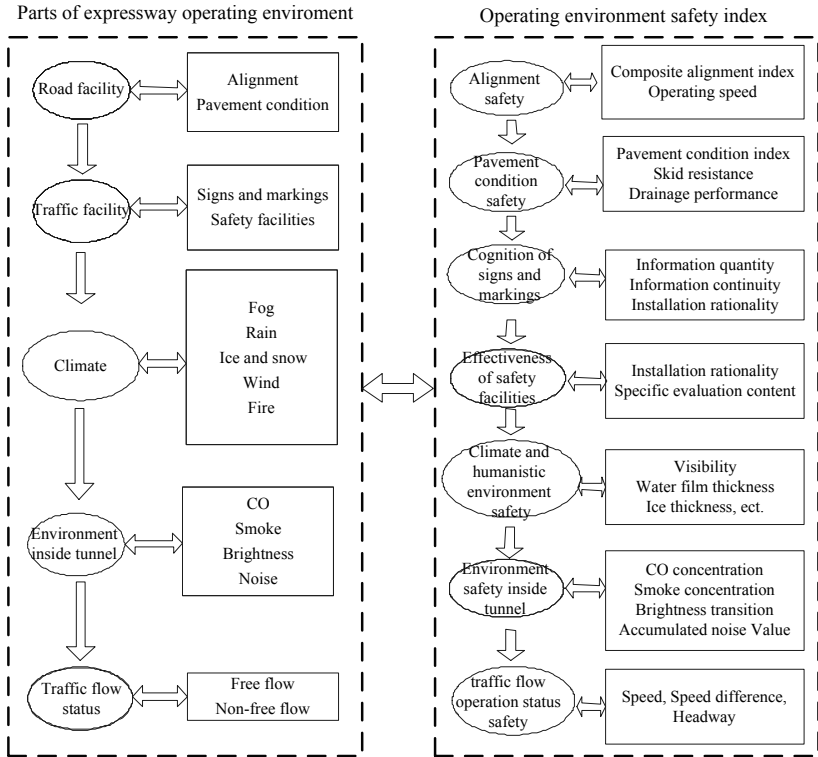 Parts of expressway operating enviroment
Road facility
Alignment
Pavement condition
Traffic facility
Signs and markings
Safety facilities
Climate
Fog
Rain
Ice and snow
Wind
Fire
Environment
inside tunnel
CO
Smoke
Brightness
Noise
Traffic flow
status
Free flow
Non-free flow
Operating environment safety index
Alignment
safety
Composite alignment index
Operating speed
Pavement
condition
safety
Pavement condition index
Skid resistance
Drainage performance
Cognition of
signs and
markings
Information quantity
Information continuity
Installation rationality
Effectiveness
of safety
facilities
Installation rationality
Specific evaluation content
Climate and
humanistic
environment
safety
Visibility
Water film thickness
Ice thickness, ect.
Environment
safety inside
tunnel
CO concentration
Smoke concentration
Brightness transition
Accumulated noise Value
traffic flow
operation status
safety
Speed, Speed difference,
Headway